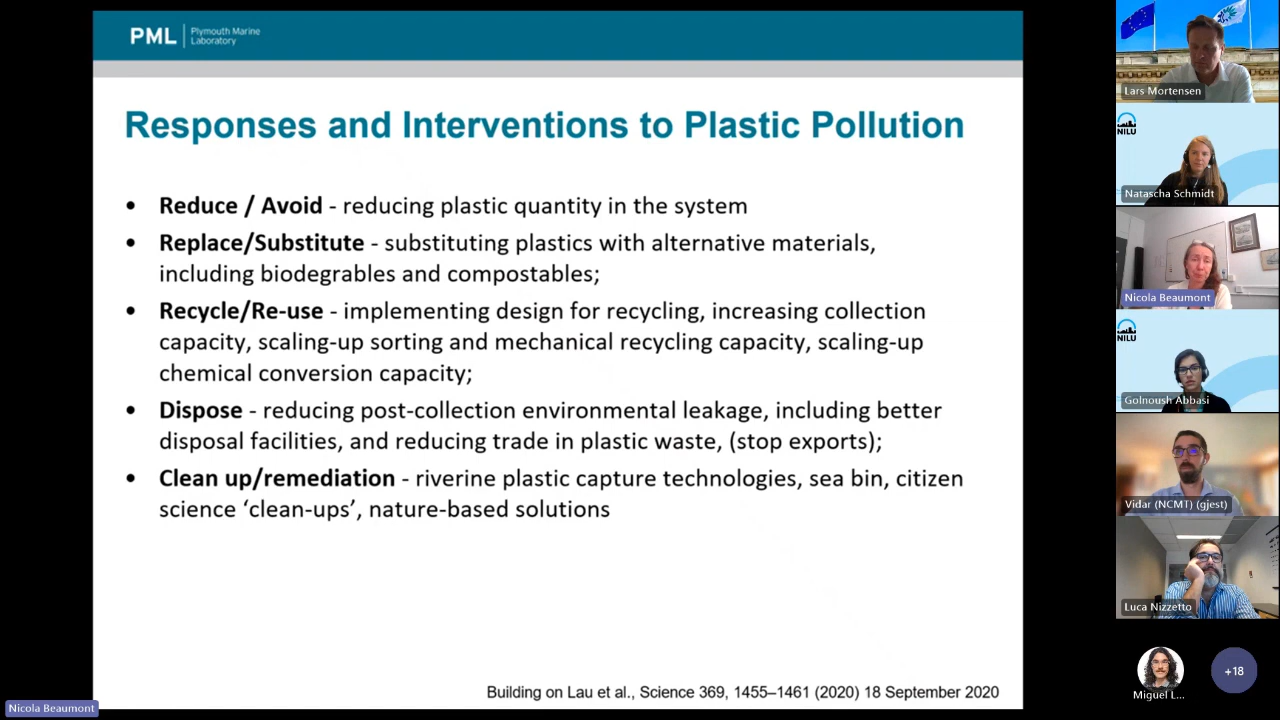 PML | Plymouth Marine
Laboratory
Responses and Interventions to Plastic Pollution
• Reduce / Avoid - reducing plastic quantity in the system
• Replace/Substitute - substituting plastics with alternative materials,
including biodegrables and compostables;
• Recycle/Re-use - implementing design for recycling, increasing collection
capacity, scaling-up sorting and mechanical recycling capacity, scaling-up
chemical conversion capacity;
• Dispose - reducing post-collection environmental leakage, including better
disposal facilities, and reducing trade in plastic waste, (stop exports);
• Clean up/remediation - riverine plastic capture technologies, sea bin, citizen
science ‘clean-ups’, nature-based solutions
Building on Lau et al., Science 369, 1455–1461 (2020) 18 September 2020
Nicola Beaumont
Lars Mortensen
NILU
Natascha Schmidt
Nicola Beaumont
NILU
Golnoush Abbasi
Vidar (NCMT) (gjest)
Luca Nizzetto
Miguel L...
+18